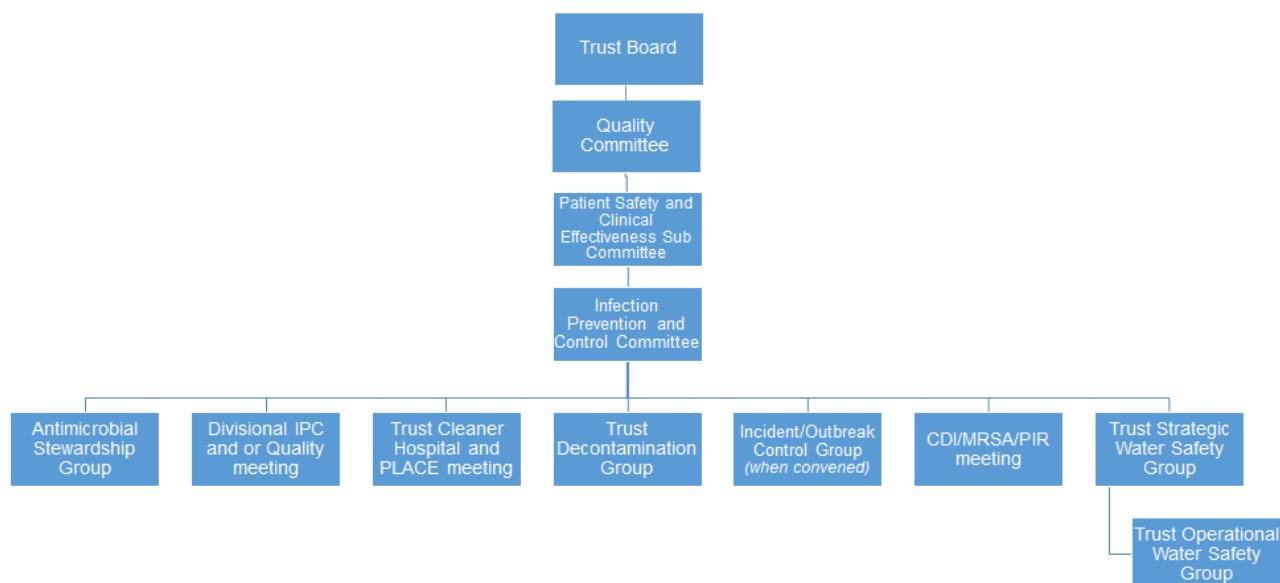 Trust Board
Quality
Committee
Patient Safety and
Clinical
Effectiveness Sub
Committee
Infection
Prevention and
Control Committee
Antimicrobial
Stewardship
Group
Divisional IPC
and or Quality
meeting
Trust Cleaner
Hospital and
PLACE meeting
Trust
Decontamination
Group
Incident/Outbreak
Control Group
(when convened)
CDI/MRSA/PIR
meeting
Trust Strategic
Water Safety
Group
Trust Operational
Water Safety
Group